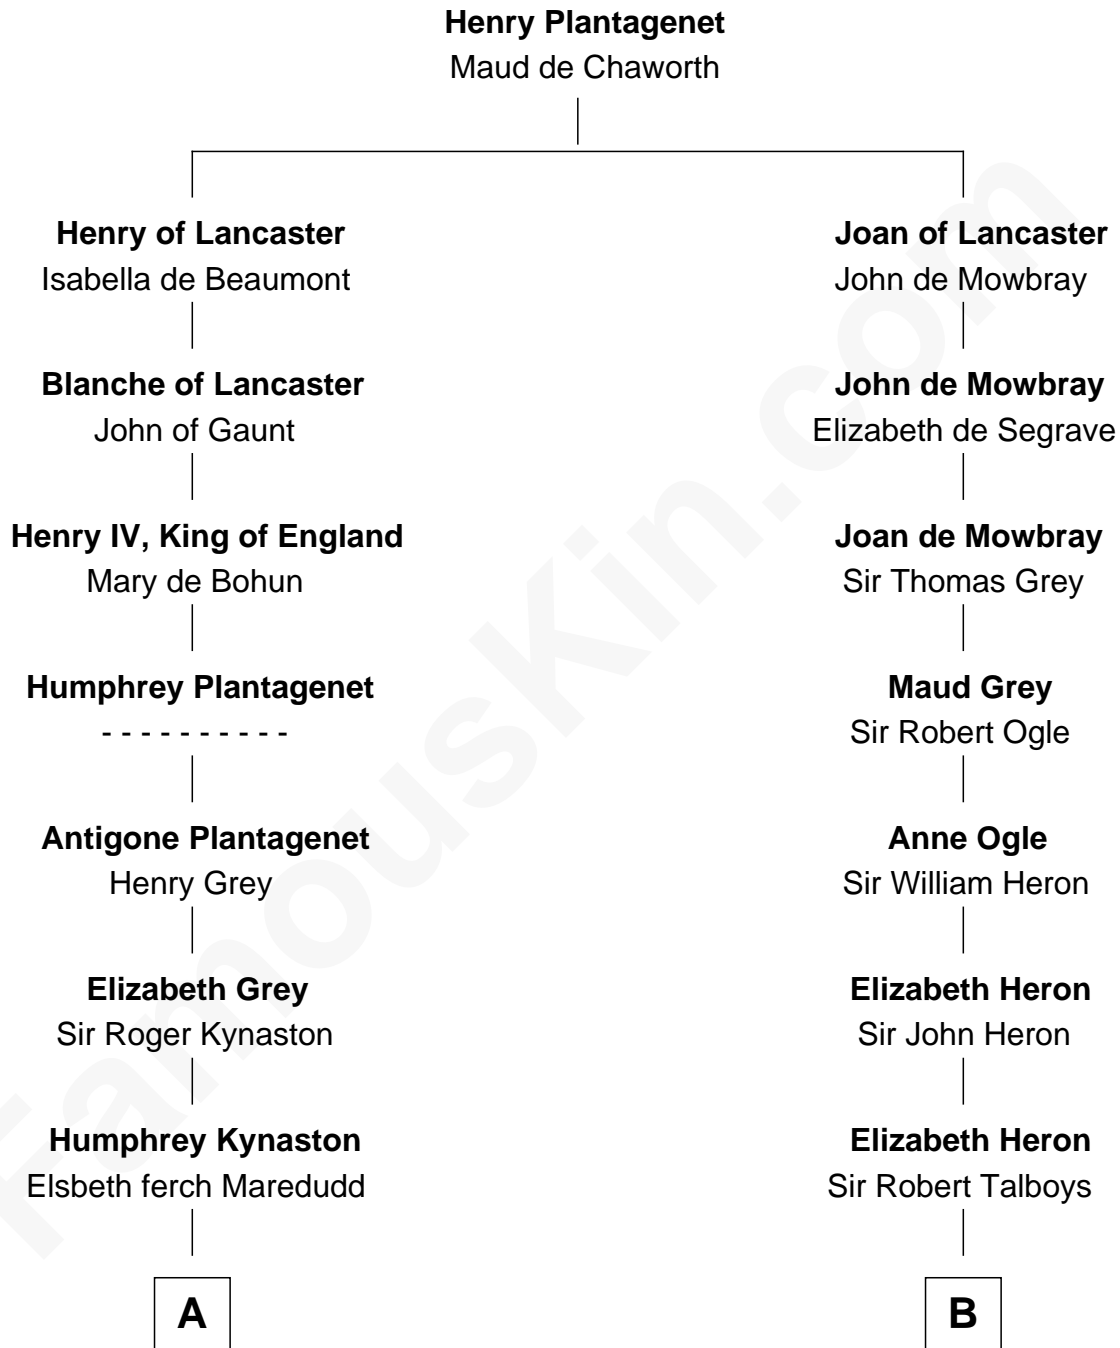 Henry Plantagenet
Maud de Chaworth
Henry of Lancaster
Isabella de Beaumont
Joan of Lancaster
John de Mowbray
Blanche of Lancaster
John of Gaunt
John de Mowbray
Elizabeth de Segrave
Henry IV, King of England
Mary de Bohun
Joan de Mowbray
Sir Thomas Grey
Humphrey Plantagenet
- - - - - - - - - -
Maud Grey
Sir Robert Ogle
Antigone Plantagenet
Henry Grey
Anne Ogle
Sir William Heron
Elizabeth Grey
Sir Roger Kynaston
Elizabeth Heron
Sir John Heron
Humphrey Kynaston
Elsbeth ferch Maredudd
Elizabeth Heron
Sir Robert Talboys
A
B
FamousKin.com